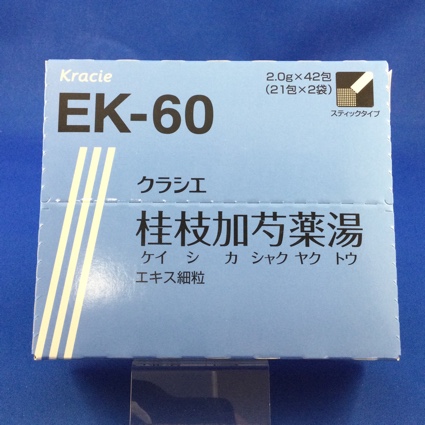 Kracie
2.0g×42包
(21包×2袋)
スティックタイプ
EK-60
クラシエ
桂枝加芍薬湯
ケイ シ カ シャク ヤク トウ
エキス細粒